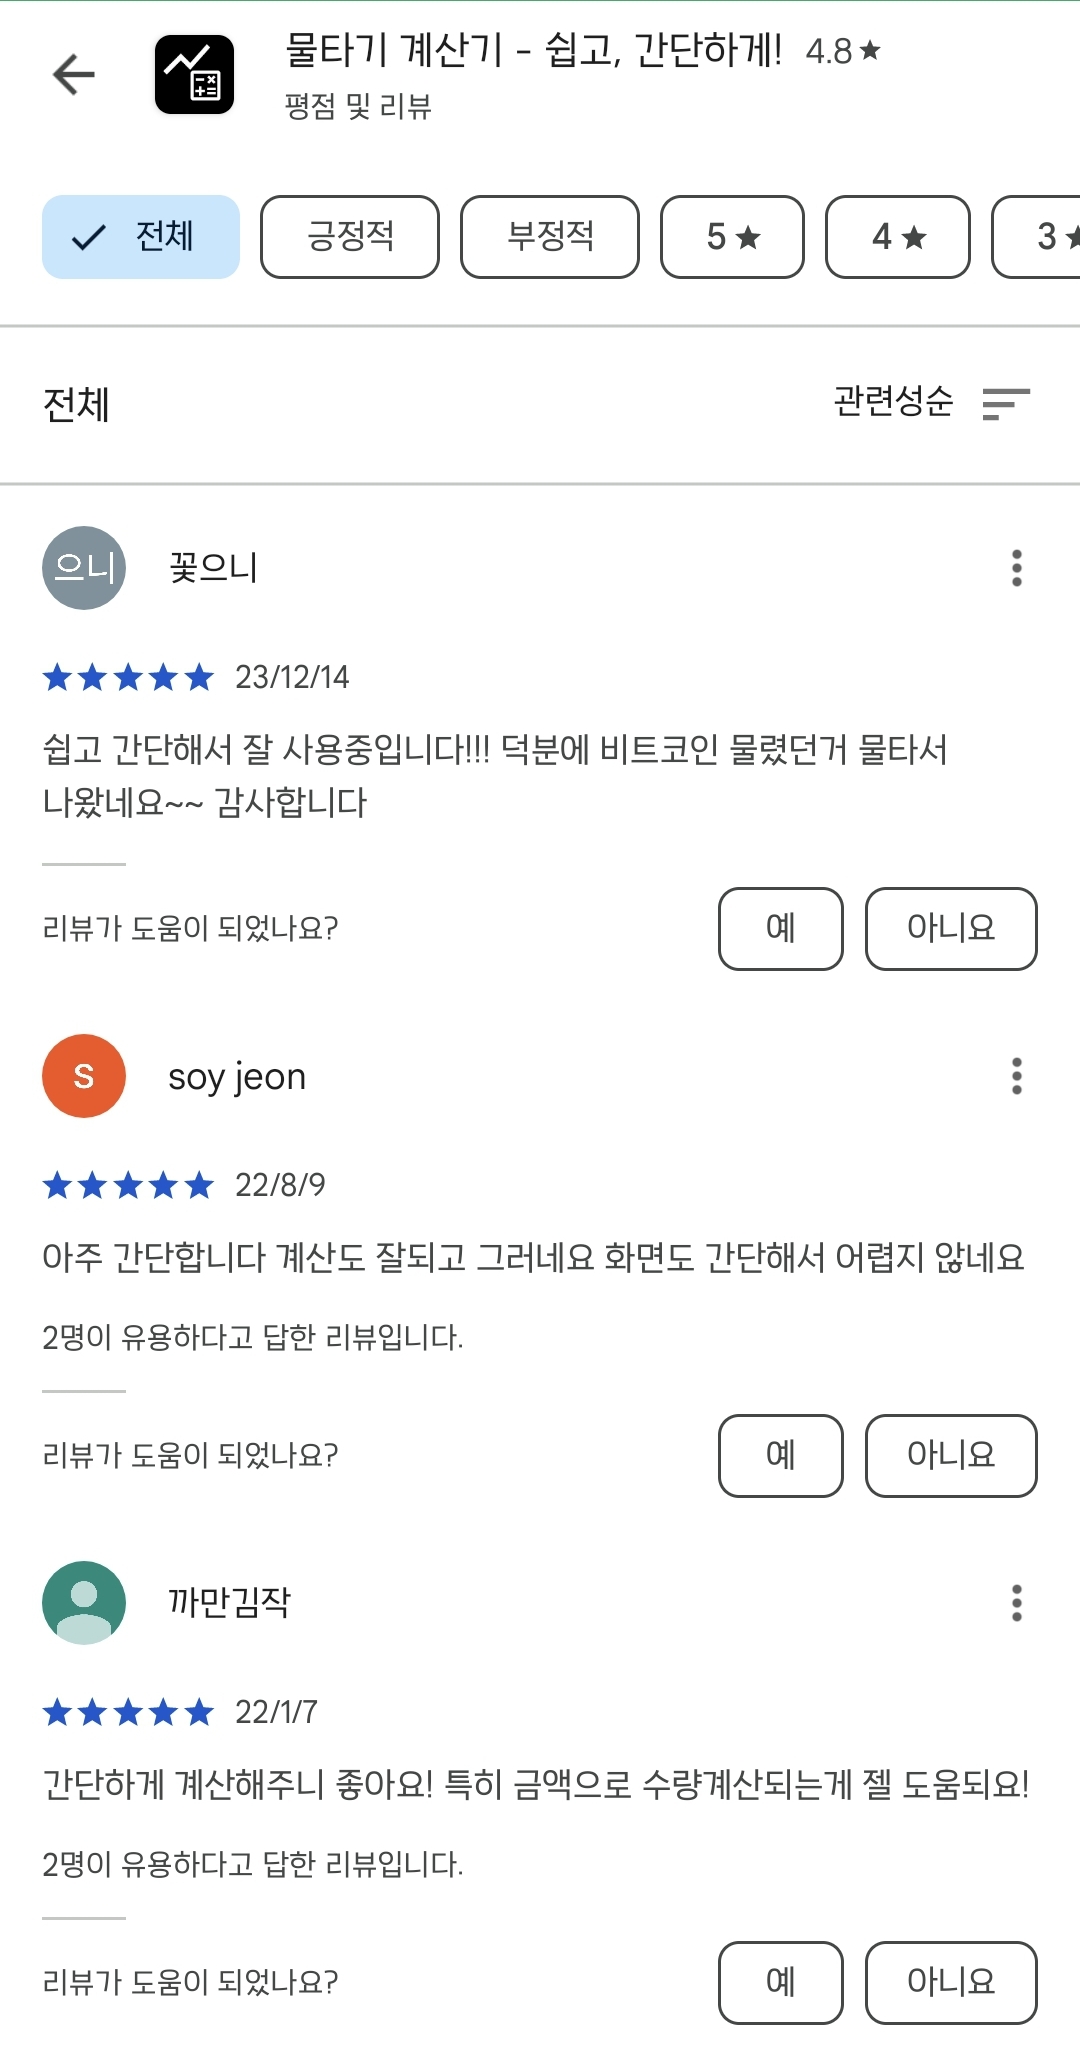 물타기 계산기 - 쉽고, 간단하게! 4.8★
평점 및 리뷰
전체 긍정적 부정적 5★ 4★ 3★
전체 관련성순
으니 꽃으니
23/12/14
쉽고 간단해서 잘 사용중입니다!!! 덕분에 비트코인 물렸던거 물타서
나왔네요~~ 감사합니다
리뷰가 도움이 되었나요? 예 아니요
S soy jeon
22/8/9
아주 간단합니다 계산도 잘되고 그러네요 화면도 간단해서 어렵지 않네요
2명이 유용하다고 답한 리뷰입니다.
리뷰가 도움이 되었나요? 예 아니요
까만김작
22/1/7
간단하게 계산해주니 좋아요! 특히 금액으로 수량계산되는게 젤 도움되요!
2명이 유용하다고 답한 리뷰입니다.
리뷰가 도움이 되었나요? 예 아니요